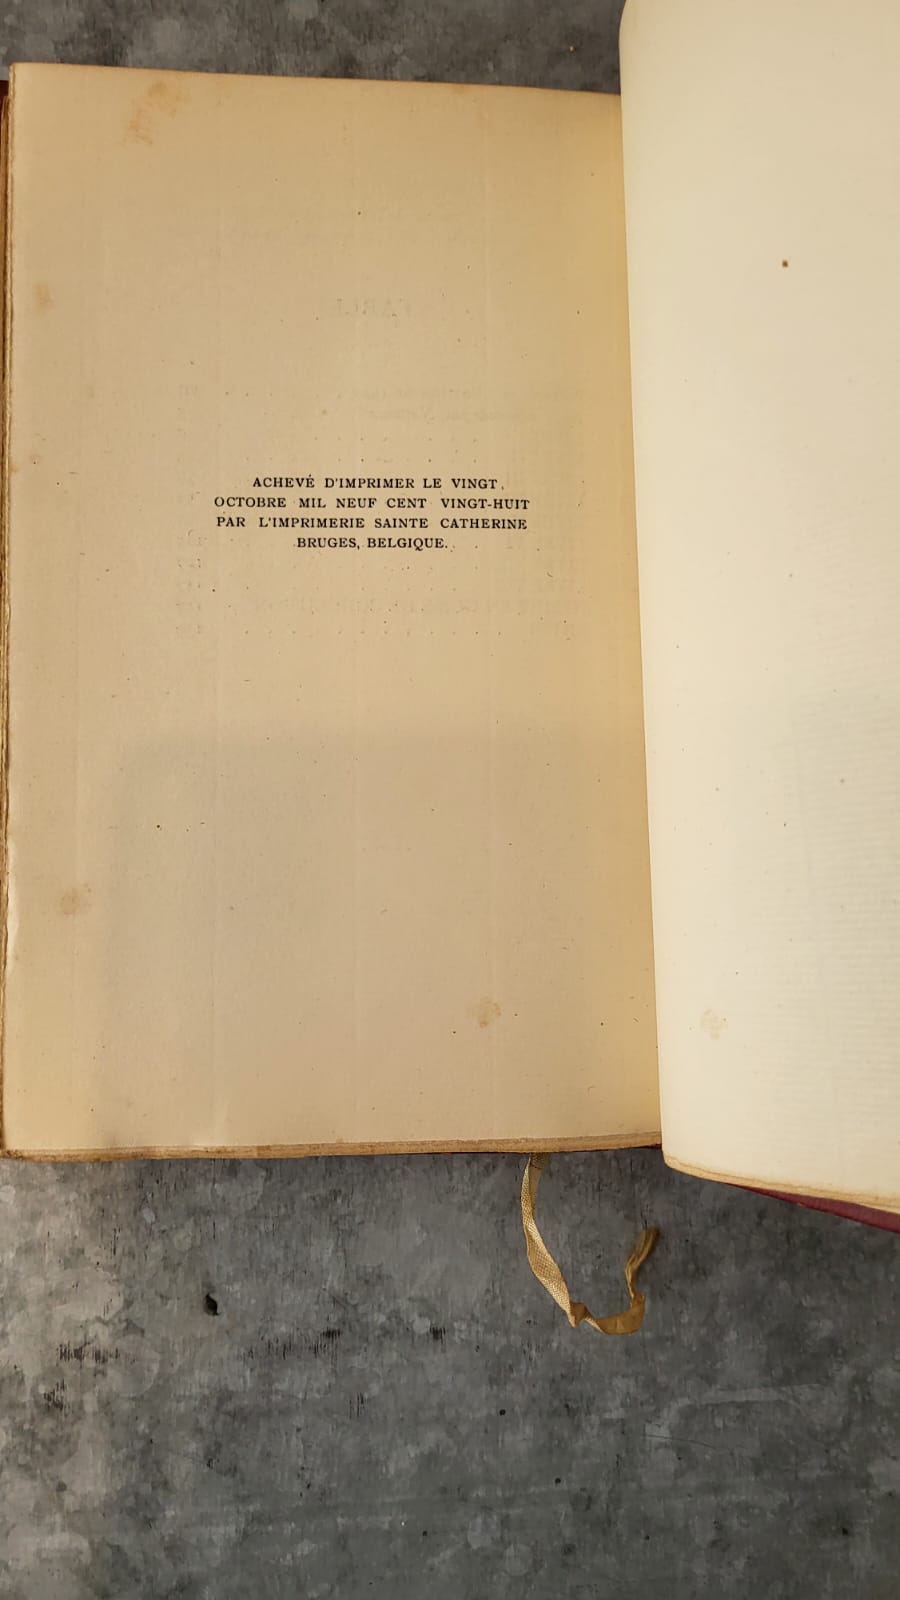 ACHEVÉ D'IMPRIMER LE VINGT
OCTOBRE MIL NEUF CENT VINGT-HUIT
PAR L'IMPRIMERIE SAINTE CATHERINE
BRUGES, BELGIQUE.